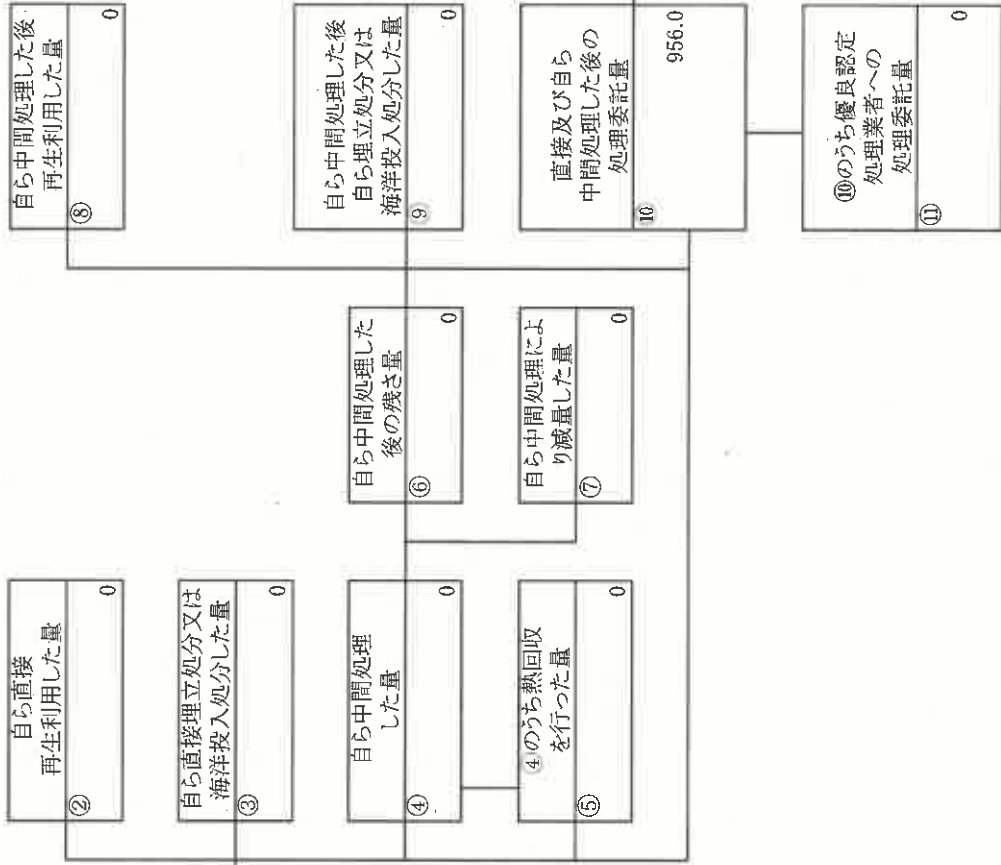 自ら直接
再生利用した量
②
0
自ら直接埋立処分又は
海洋投入処分した量
③
0
自ら中間処理
した量
④
0
④のうち熱回収
を行った量
⑤
0
自ら中間処理した
後の残さ量
⑥
0
自ら中間処理によ
り減量した量
⑦
0
自ら中間処理した後
再生利用した量
⑧
0
自ら中間処理した後
自ら埋立処分又は
海洋投入処分した量
⑨
0
直接及び自ら
中間処理した後の
処理委託量
⑩
956.0
⑩のうち優良認定
処理業者への
処理委託量
⑪
0